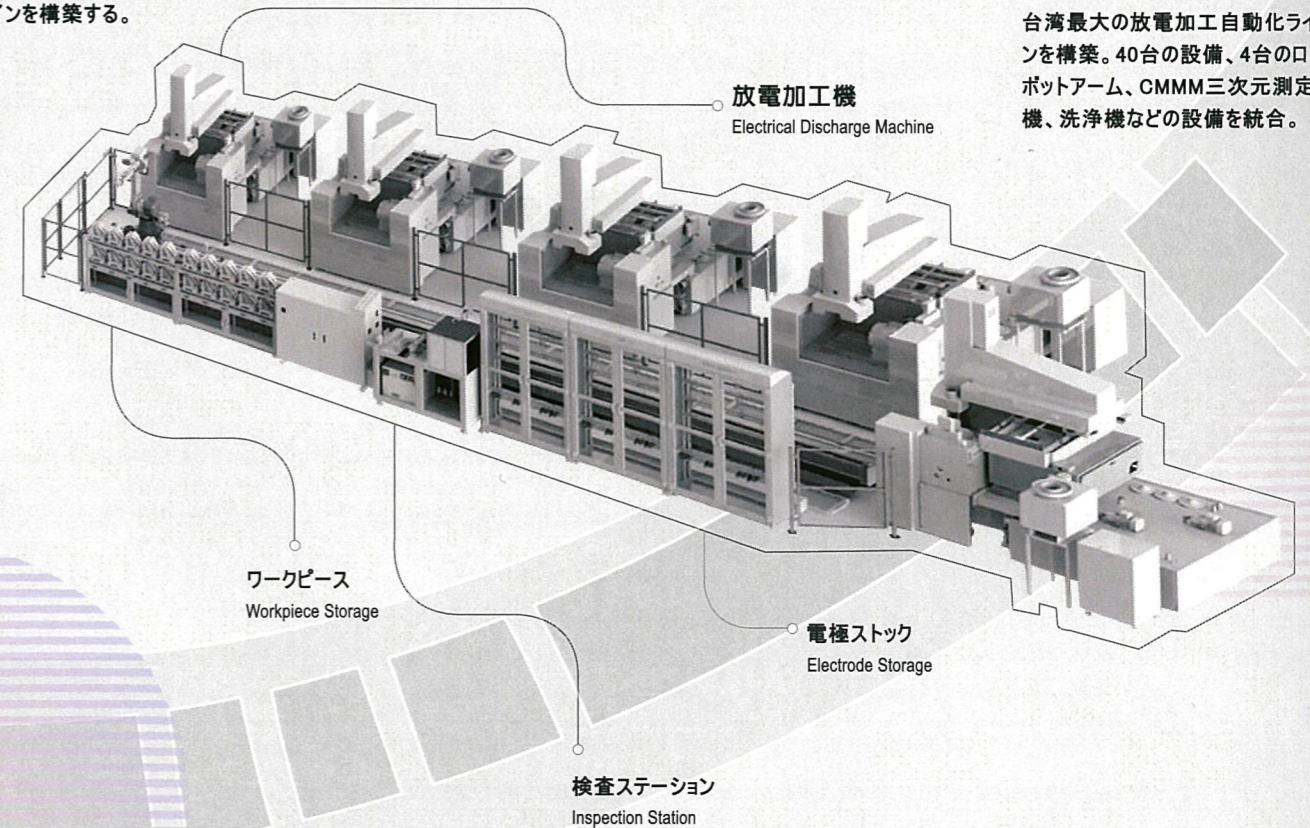 インを構築する。
台湾最大の放電加工自動化ライ
ンを構築。40台の設備、4台のロ
ボットアーム、CMMM三次元測定
機、洗浄機などの設備を統合。
放電加工機
Electrical Discharge Machine
ワークピース
Workpiece Storage
電極ストック
Electrode Storage
検査ステーション
Inspection Station